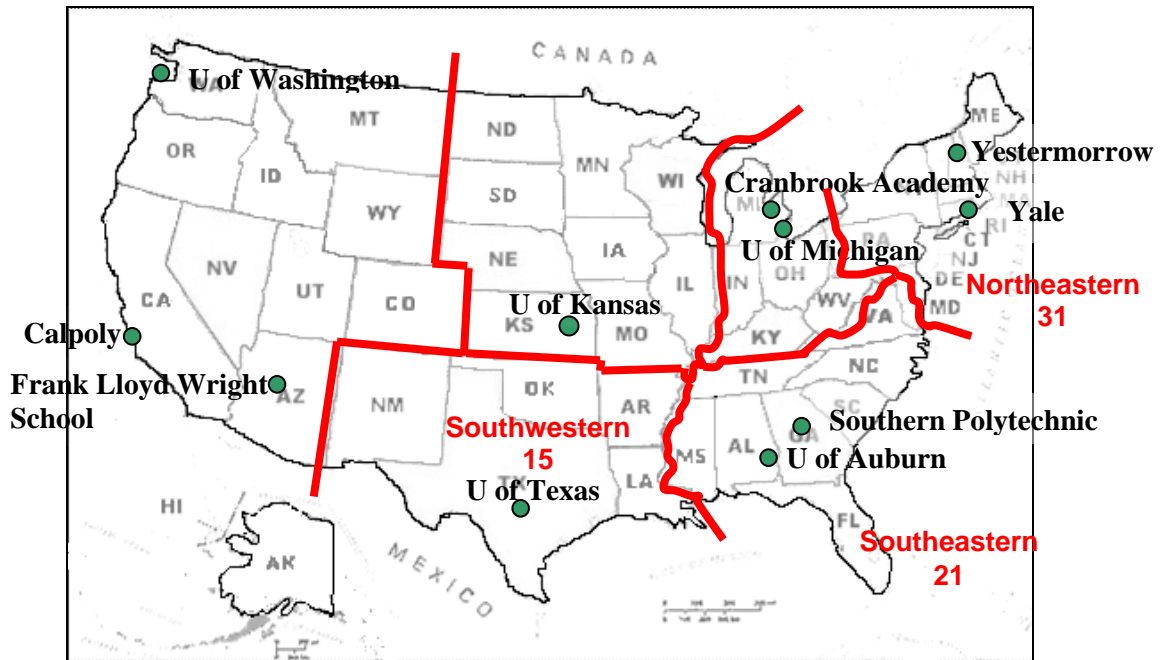 CANADA
U of Washington
WA
MT
ND
ME
OR
MN
Yestermorrow
ID
WI
NH
SD
Cranbrook Academy
MI
MA
WY
Yale
RI
U of Michigan
PA
CT
IA
NE
NJ
NV
IL
IN
OH
DE
Northeastern
31
UT
CA
CO
U of Kansas
WV
MD
KS
MO
VA
Calpoly
KY
NC
TN
Frank Lloyd Wright
School
AZ
NM
OK
AR
SC
Southwestern
15
GA
Southern Polytechnic
MS
AL
U of Auburn
TX
LA
U of Texas
HI
FL
Southeastern
21
AK
MEXICO